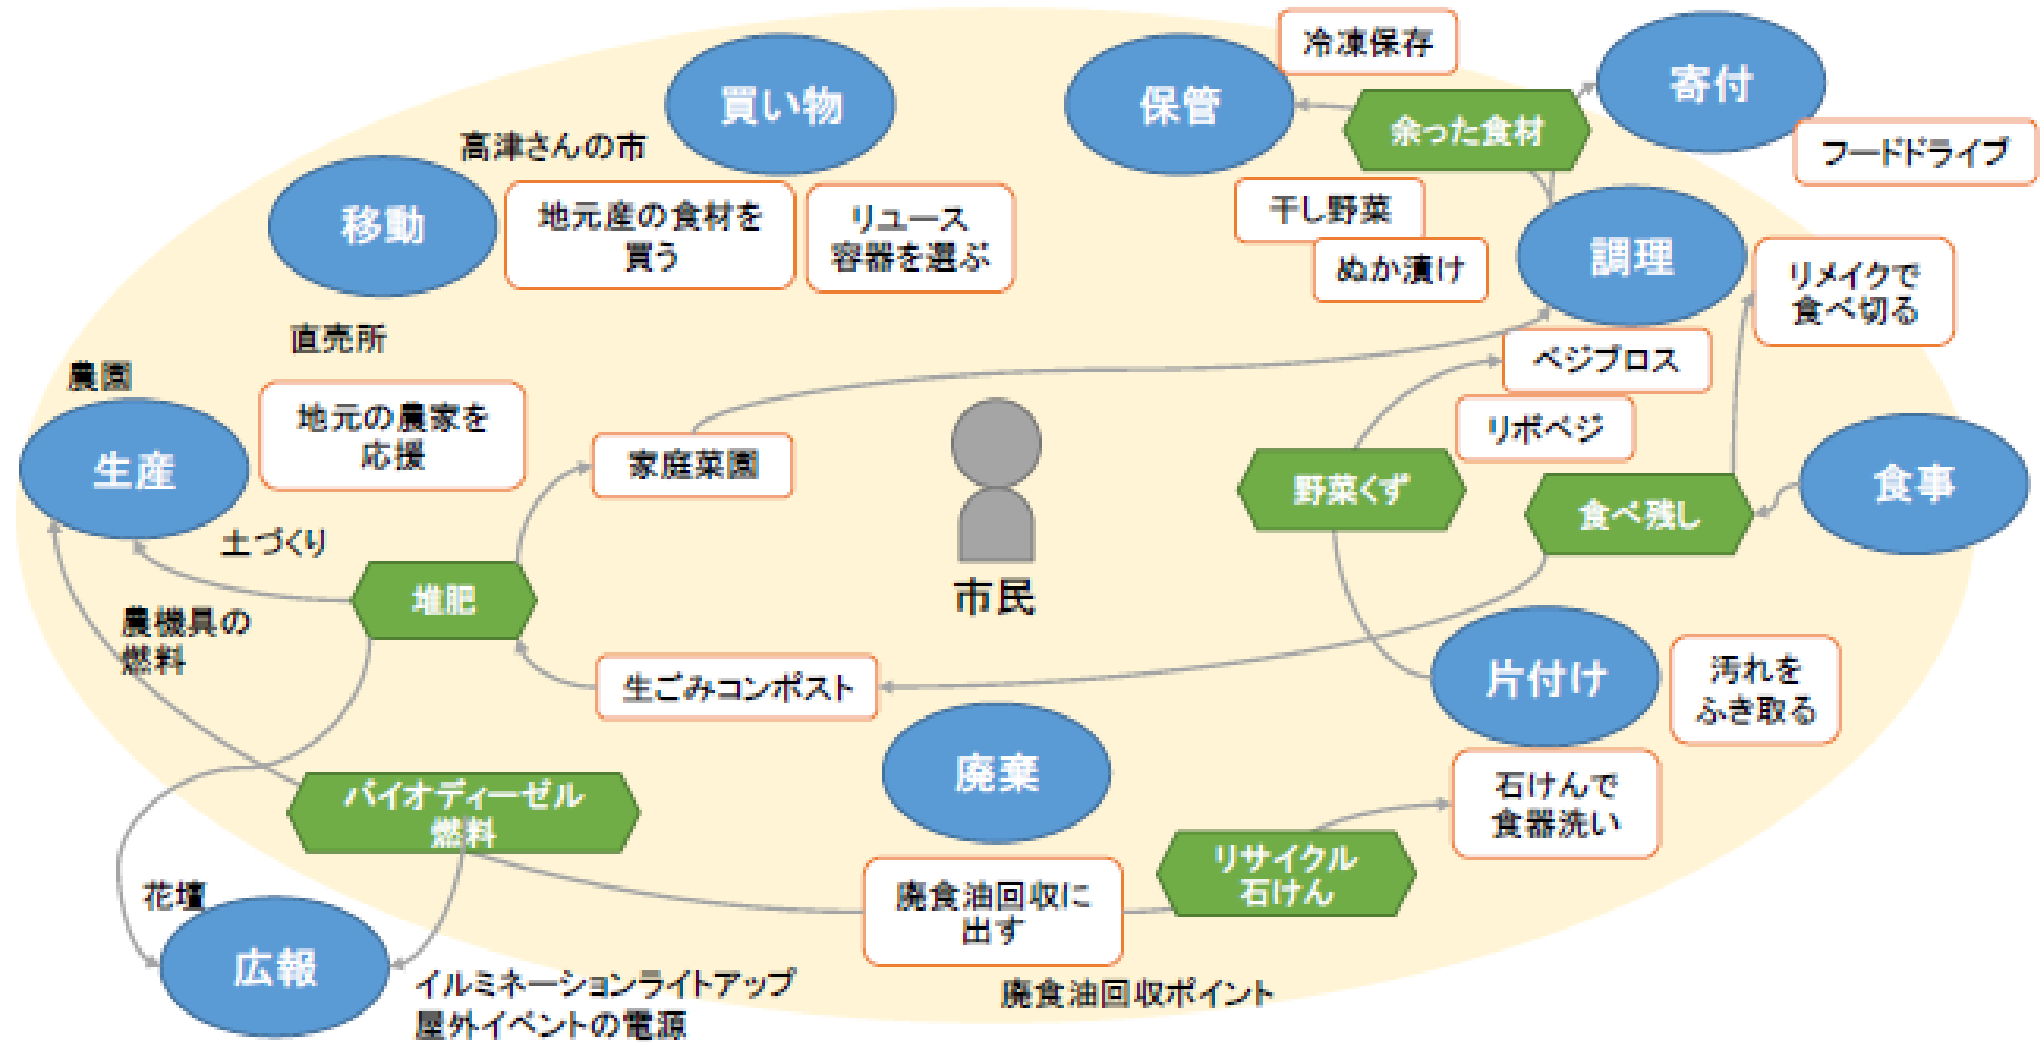 冷凍保存
寄付
買い物
保管
余った食材
高津さんの市
フードドライブ
移動
地元産の食材を
買う
リユース
容器を選ぶ
干し野菜
ぬか漬け
調理
リメイクで
食べ切る
直売所
農園
ベジブロス
地元の農家を
応援
リボベジ
生産
家庭菜園
野菜くず
食べ残し
食事
土づくり
堆肥
市民
農機具の
燃料
生ごみコンポスト
片付け
汚れを
ふき取る
廃棄
バイオディーゼル
燃料
石けんで
食器洗い
リサイクル
石けん
花壇
廃食油回収に
出す
広報
イルミネーションライトアップ
屋外イベントの電源
廃食油回収ポイント